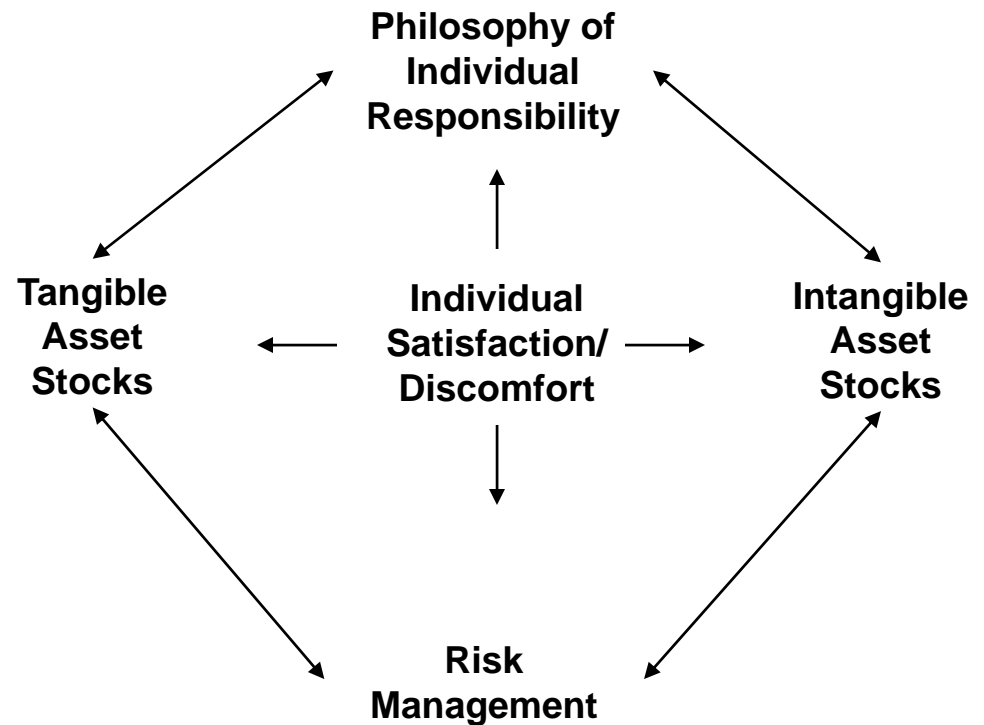 Philosophy of
Individual
Responsibility
Tangible
Asset
Stocks
Individual
Satisfaction/
Discomfort
Intangible
Asset
Stocks
Risk
Management